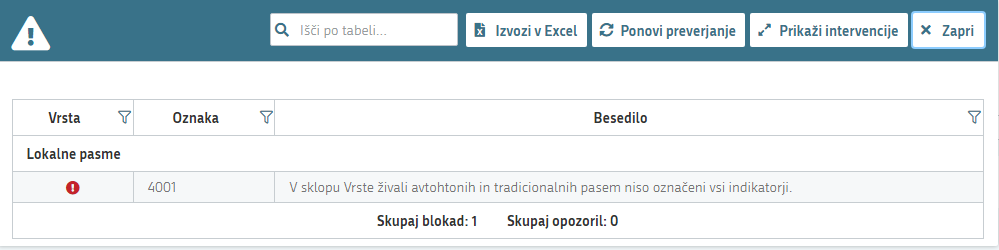 Išči po tabeli... Izvozi v Excel Ponovi preverjanje Prikaži intervencije Zapri
Vrsta Oznaka Besedilo
Lokalne pasme
4001 V sklopu Vrste živali avtohtonih in tradicionalnih pasem niso označeni vsi indikatorji.
Skupaj blokad: 1 Skupaj opozoril: 0